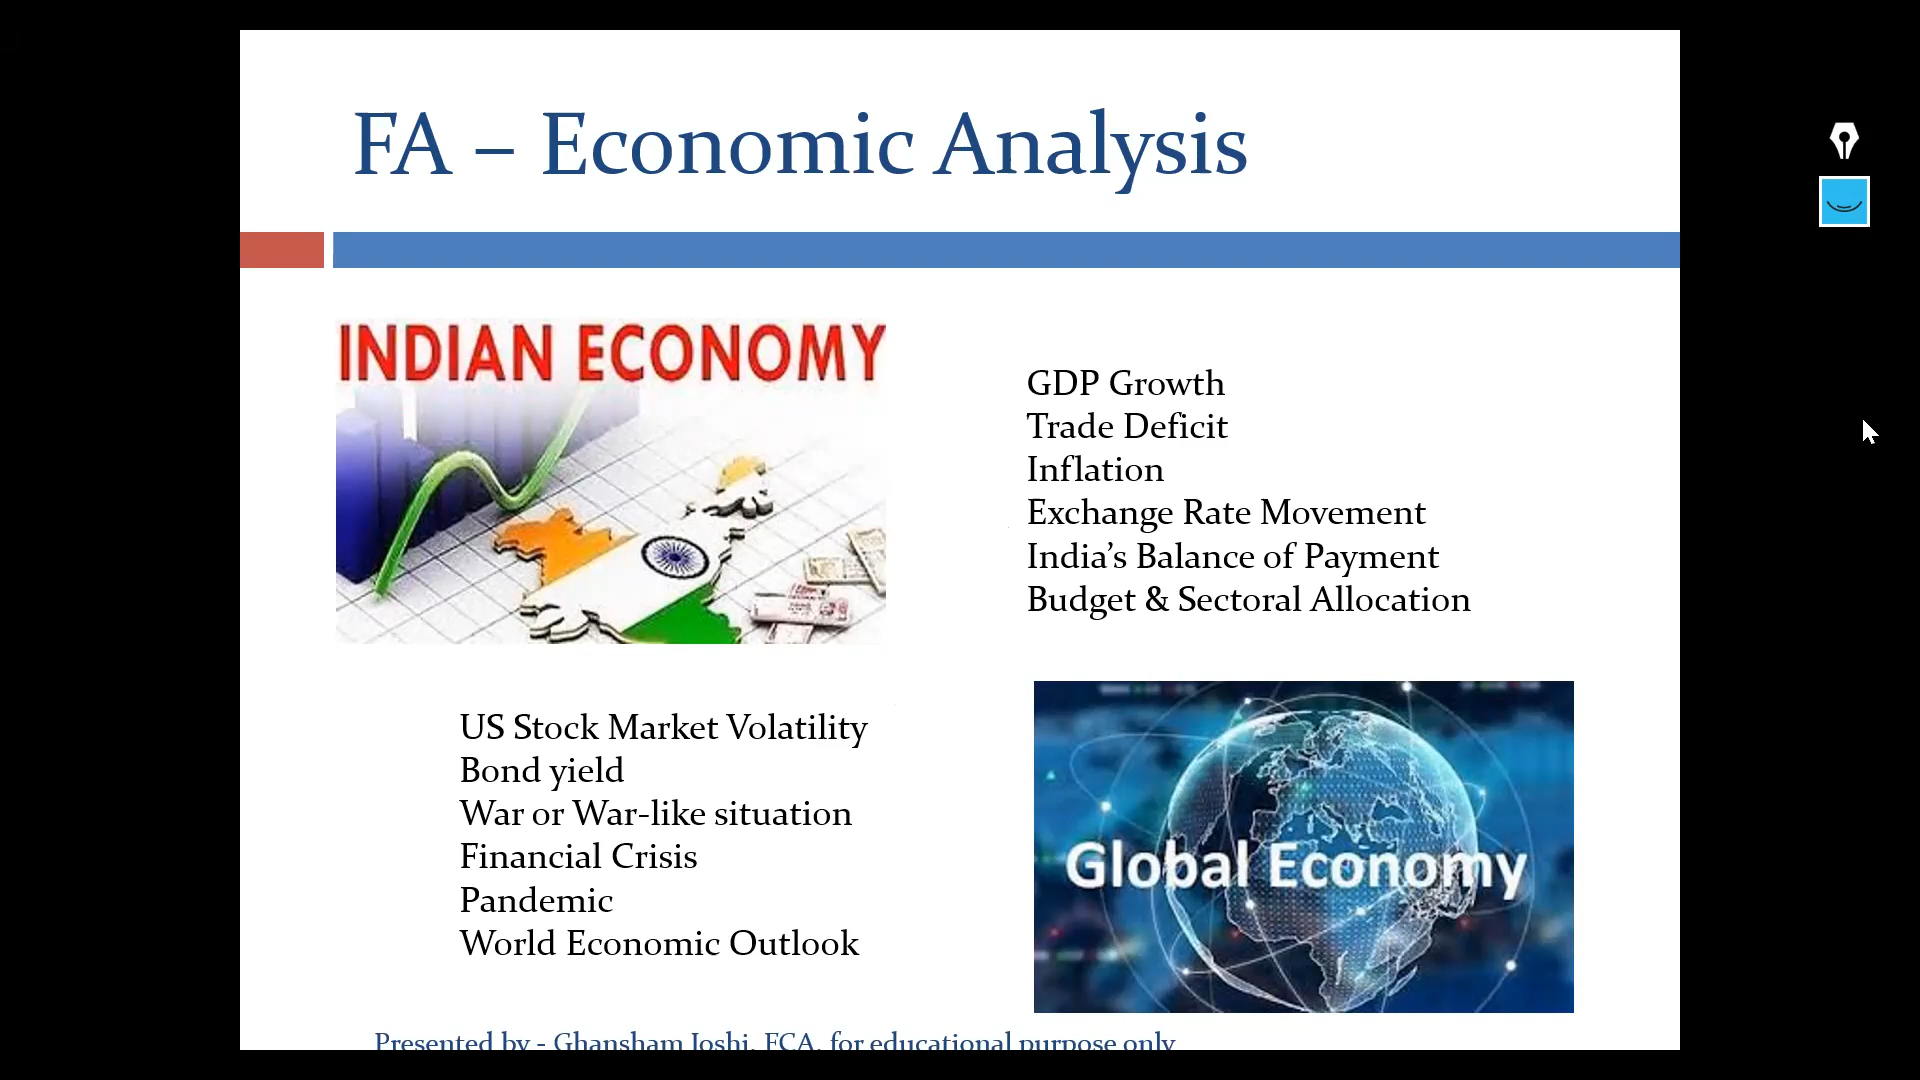 FA – Economic Analysis
INDIAN ECONOMY
GDP Growth
Trade Deficit
Inflation
Exchange Rate Movement
India’s Balance of Payment
Budget & Sectoral Allocation
US Stock Market Volatility
Bond yield
War or War-like situation
Financial Crisis
Pandemic
World Economic Outlook
Global Economy
Presented by - Ghansham Joshi, FCA, for educational purpose only